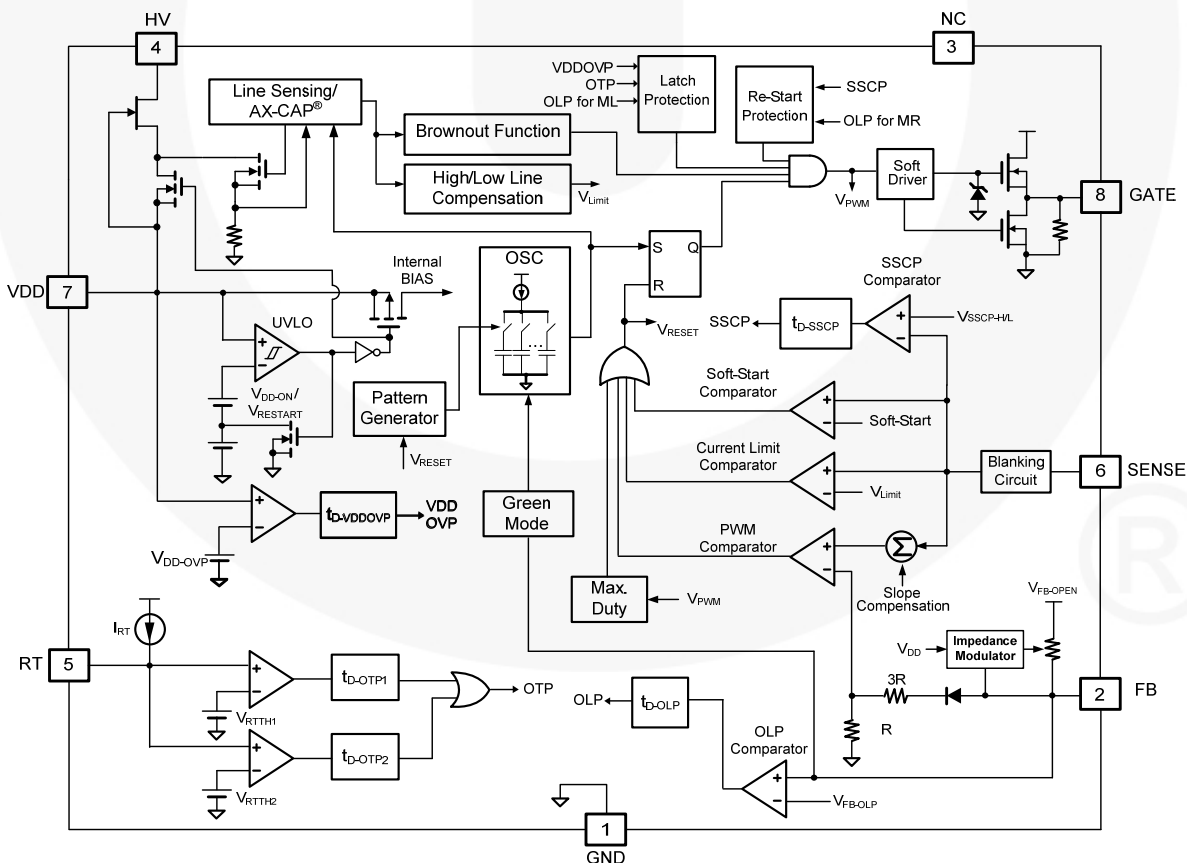 HV
4
NC
3
Line Sensing/
AX-CAP®
Brownout Function
High/Low Line
Compensation
VLimit
VDDOVP
OTP
OLP for ML
Latch
Protection
Re-Start
Protection
SSCP
OLP for MR
VPWM
Soft
Driver
8
GATE
VDD
7
Internal
BIAS
OSC
S
Q
R
VRESET
SSCP
Comparator
SSCP
tD-SSCP
+
-
VSSCP-H/L
UVLO
+
-
VDD-ON/
VRESTART
Pattern
Generator
VRESET
Soft-Start
Comparator
+
-
Soft-Start
Current Limit
Comparator
+
-
VLimit
Blanking
Circuit
6
SENSE
+
-
tD-VDDOVP
VDD
OVP
VDD-OVP
Green
Mode
PWM
Comparator
+
-
Σ
Slope
Compensation
Max.
Duty
VPWM
VFB-OPEN
VDD
Impedance
Modulator
IRT
RT
5
+
-
VRTTH1
tD-OTP1
OTP
+
-
VRTTH2
tD-OTP2
OLP
tD-OLP
3R
R
2
FB
OLP
Comparator
+
-
VFB-OLP
1
GND
®